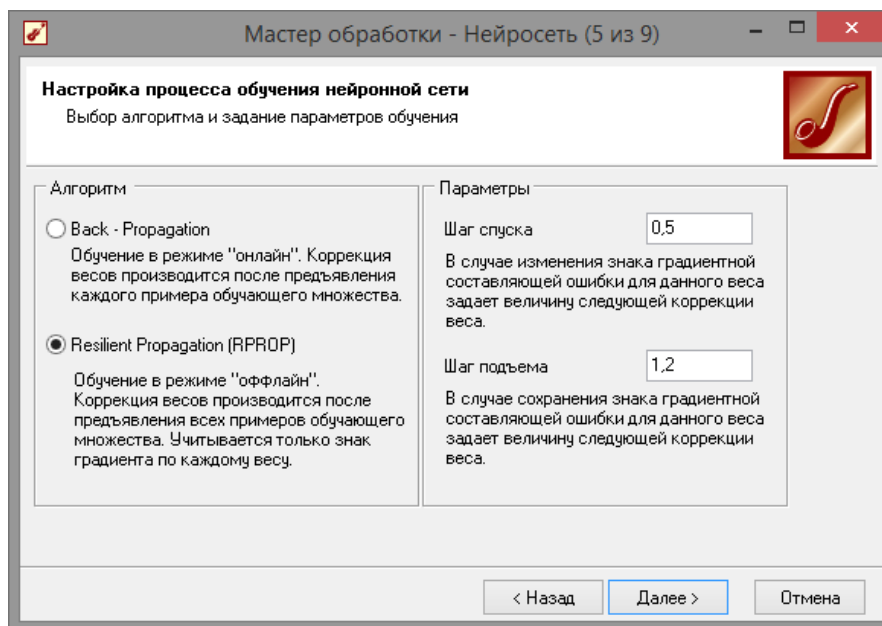 Мастер обработки - Нейросеть (5 из 9)
Настройка процесса обучения нейронной сети
Выбор алгоритма и задание параметров обучения
Алгоритм
Back - Propagation
Обучение в режиме "онлайн". Коррекция
весов производится после предъявления
каждого примера обучающего множества.
Resilient Propagation (RPROP)
Обучение в режиме "оффлайн".
Коррекция весов производится после
предъявления всех примеров обучающего
множества. Учитывается только знак
градиента по каждому весу.
Параметры
Шаг спуска 0,5
В случае изменения знака градиентной
составляющей ошибки для данного веса
задает величину следующей коррекции
веса.
Шаг подъема 1,2
В случае сохранения знака градиентной
составляющей ошибки для данного веса
задает величину следующей коррекции
веса.
< Назад Далее > Отмена